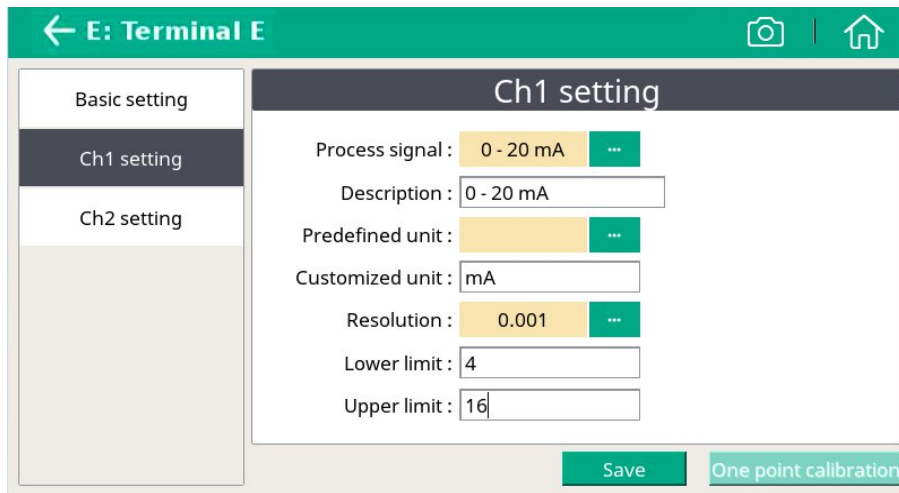 E: Terminal E
Basic setting
Ch1 setting
Ch2 setting
Ch1 setting
Process signal : 0 - 20 mA ...
Description : 0 - 20 mA
Predefined unit : ...
Customized unit : mA
Resolution : 0.001 ...
Lower limit : 4
Upper limit : 16
Save One point calibration